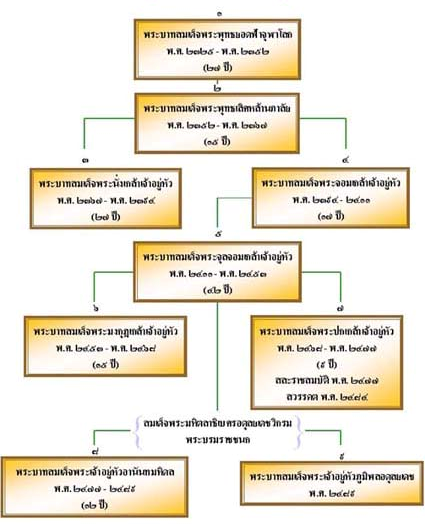 ๑
พระบาทสมเด็จพระพุทธยอดฟ้าจุฬาโลก
พ.ศ. ๒๓๒๕ - พ.ศ. ๒๓๕๒
(๒๗ ปี)
๒
พระบาทสมเด็จพระพุทธเลิศหล้านภาลัย
พ.ศ. ๒๓๕๒ - พ.ศ. ๒๓๖๗
(๑๕ ปี)
๓
พระบาทสมเด็จพระนั่งเกล้าเจ้าอยู่หัว
พ.ศ. ๒๓๖๗ - พ.ศ. ๒๓๙๔
(๒๗ ปี)
๔
พระบาทสมเด็จพระจอมเกล้าเจ้าอยู่หัว
พ.ศ. ๒๓๙๔ - ๒๔๑๑
(๑๗ ปี)
๕
พระบาทสมเด็จพระจุลจอมเกล้าเจ้าอยู่หัว
พ.ศ. ๒๔๑๑ - พ.ศ. ๒๔๕๓
(๔๒ ปี)
๖
พระบาทสมเด็จพระมงกุฎเกล้าเจ้าอยู่หัว
พ.ศ. ๒๔๕๓ - พ.ศ. ๒๔๖๘
(๑๕ ปี)
๗
พระบาทสมเด็จพระปกเกล้าเจ้าอยู่หัว
พ.ศ. ๒๔๖๘ - พ.ศ. ๒๔๗๗
(๙ ปี)
สละราชสมบัติ พ.ศ. ๒๔๗๗
สวรรคต พ.ศ. ๒๔๘๔
สมเด็จพระมหิตลาธิเบศรอดุลยเดชวิกรม
พระบรมราชชนก
๘
พระบาทสมเด็จพระเจ้าอยู่หัวอานันทมหิดล
พ.ศ. ๒๔๗๗ - ๒๔๘๙
(๑๒ ปี)
๙
พระบาทสมเด็จพระเจ้าอยู่หัวภูมิพลอดุลยเดช
พ.ศ. ๒๔๘๙